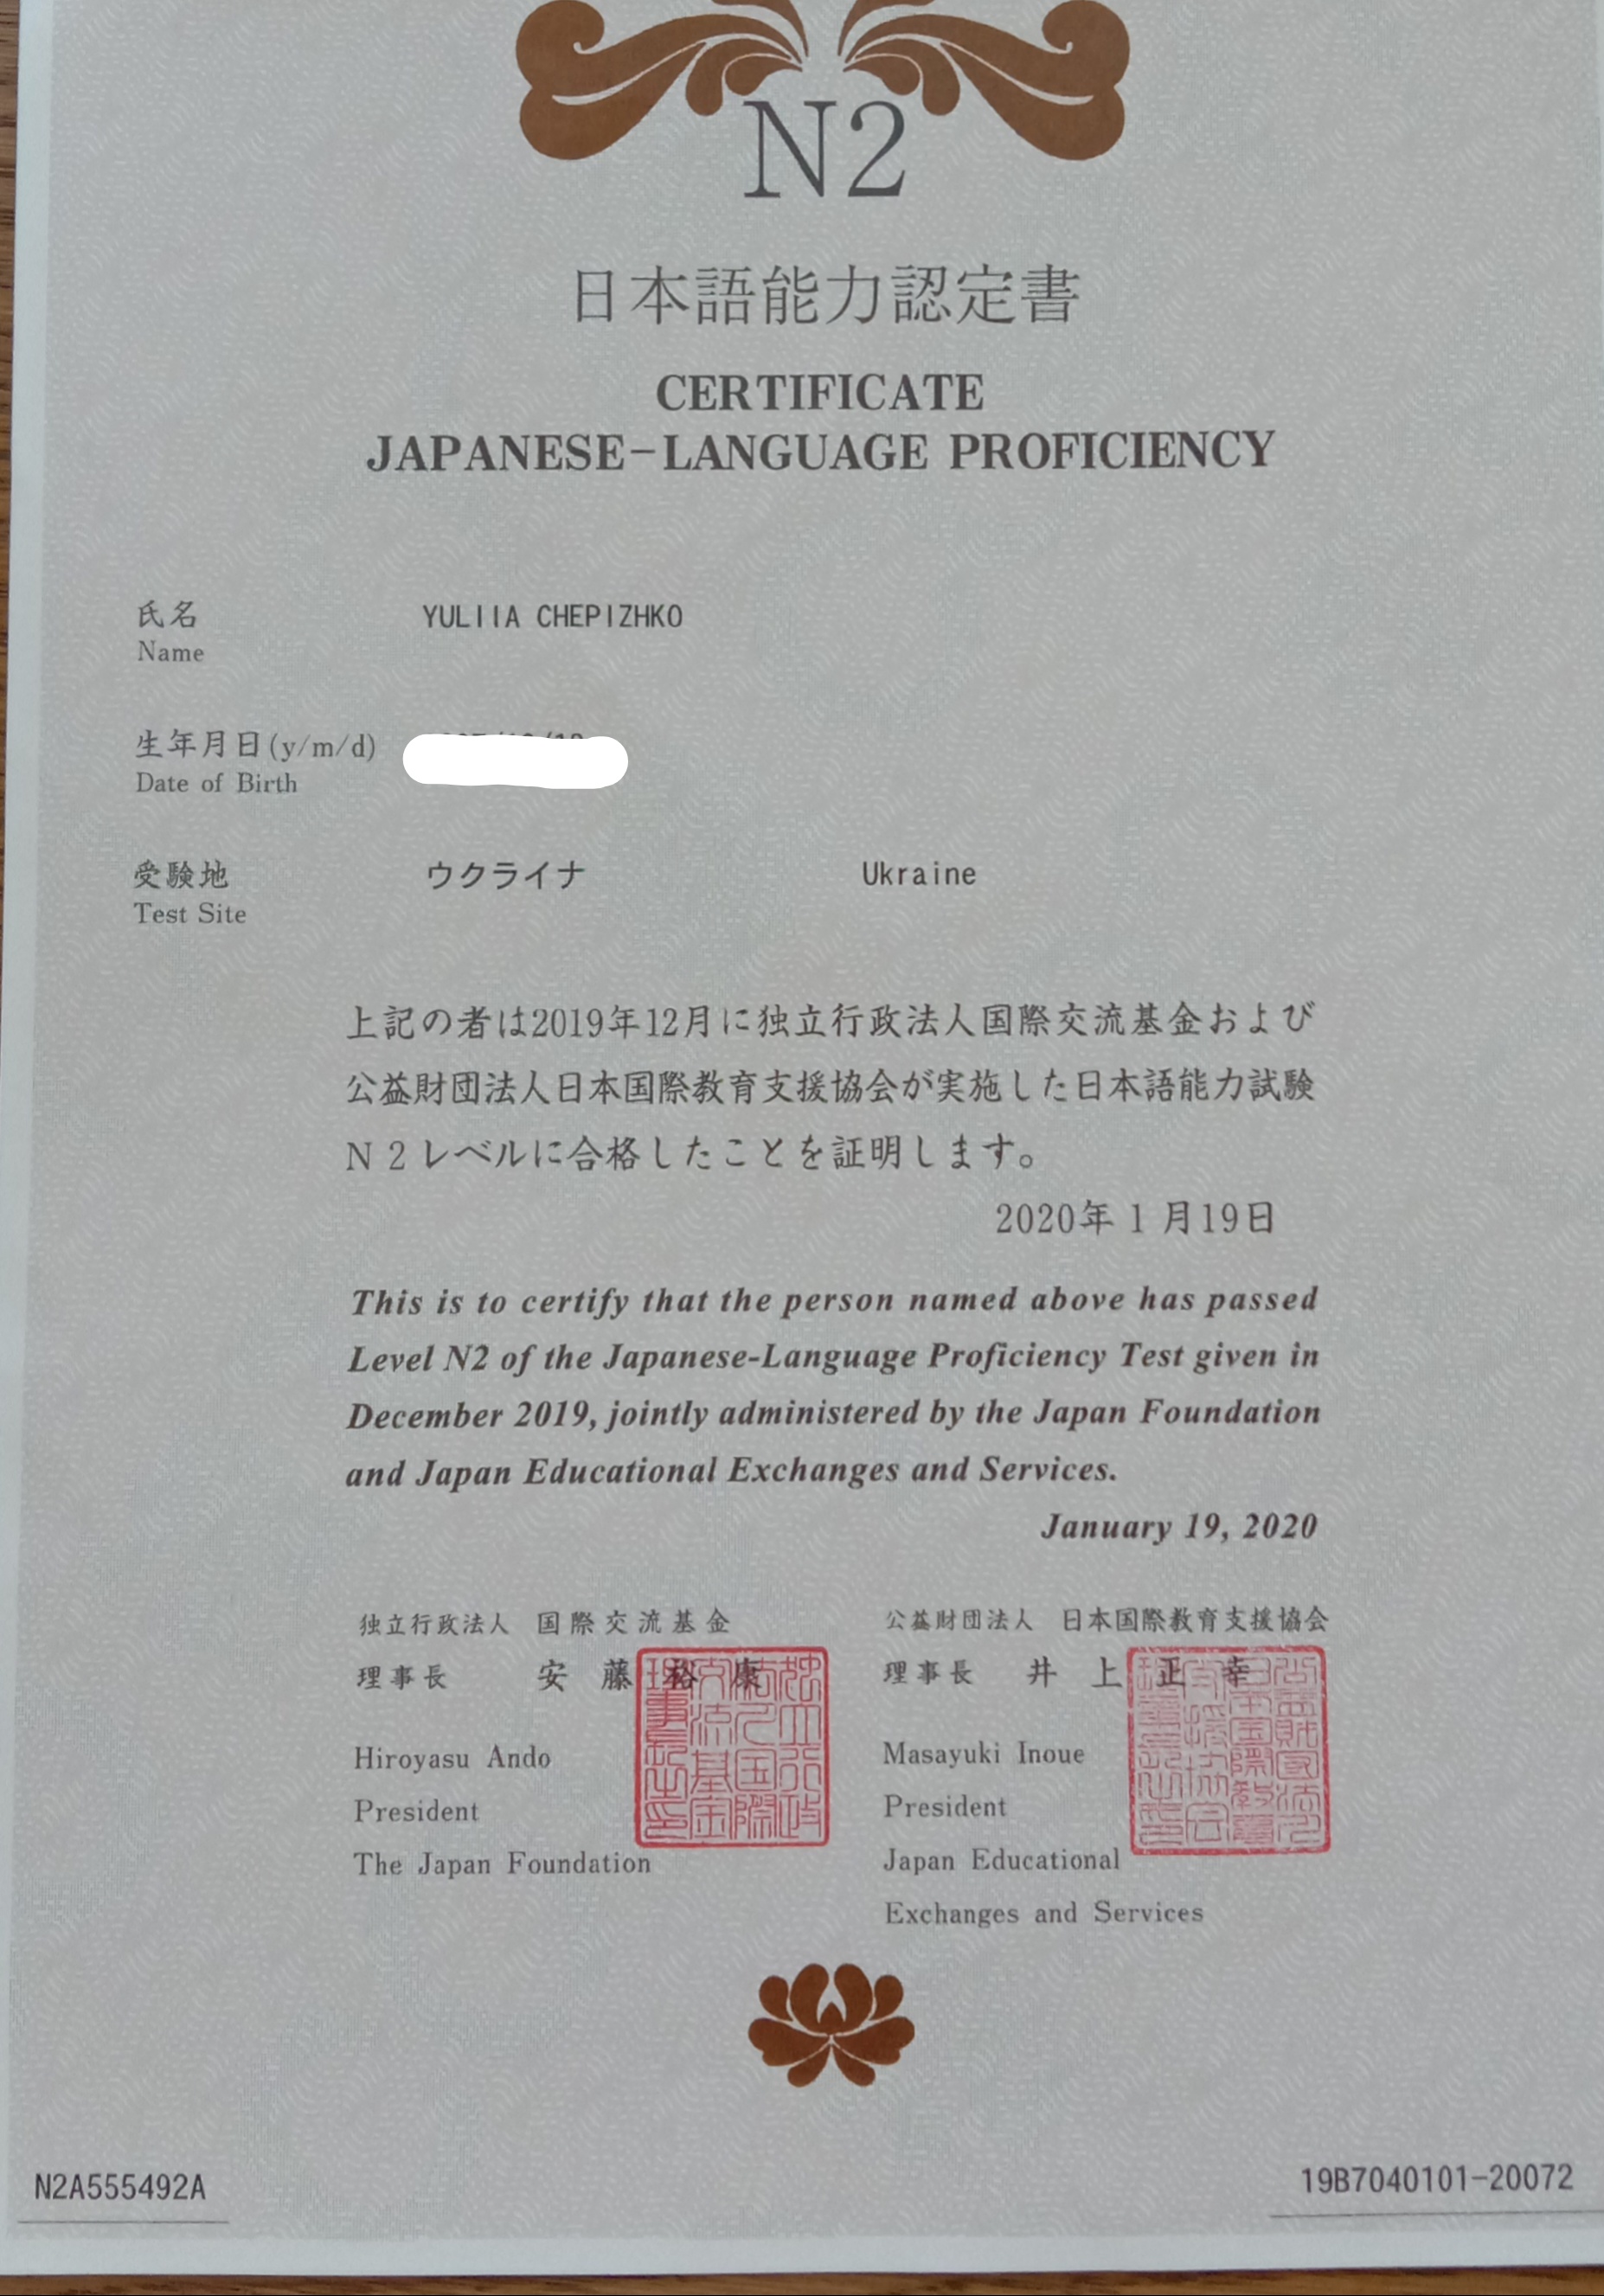 N2
日本語能力認定書
CERTIFICATE
JAPANESE-LANGUAGE PROFICIENCY
氏名 YULIIA CHEPIZHKO
Name
生年月日(y/m/d)
Date of Birth
受験地 ウクライナ Ukraine
Test Site
上記の者は2019年12月に独立行政法人国際交流基金および
公益財団法人日本国際教育支援協会が実施した日本語能力試験
N2レベルに合格したことを証明します。
2020年1月19日
This is to certify that the person named above has passed
Level N2 of the Japanese-Language Proficiency Test given in
December 2019, jointly administered by the Japan Foundation
and Japan Educational Exchanges and Services.
January 19, 2020
独立行政法人 国際交流基金
理事長 安藤裕康
Hiroyasu Ando
President
The Japan Foundation
公益財団法人 日本国際教育支援協会
理事長 井上正幸
Masayuki Inoue
President
Japan Educational
Exchanges and Services
N2A555492A
19B7040101-20072